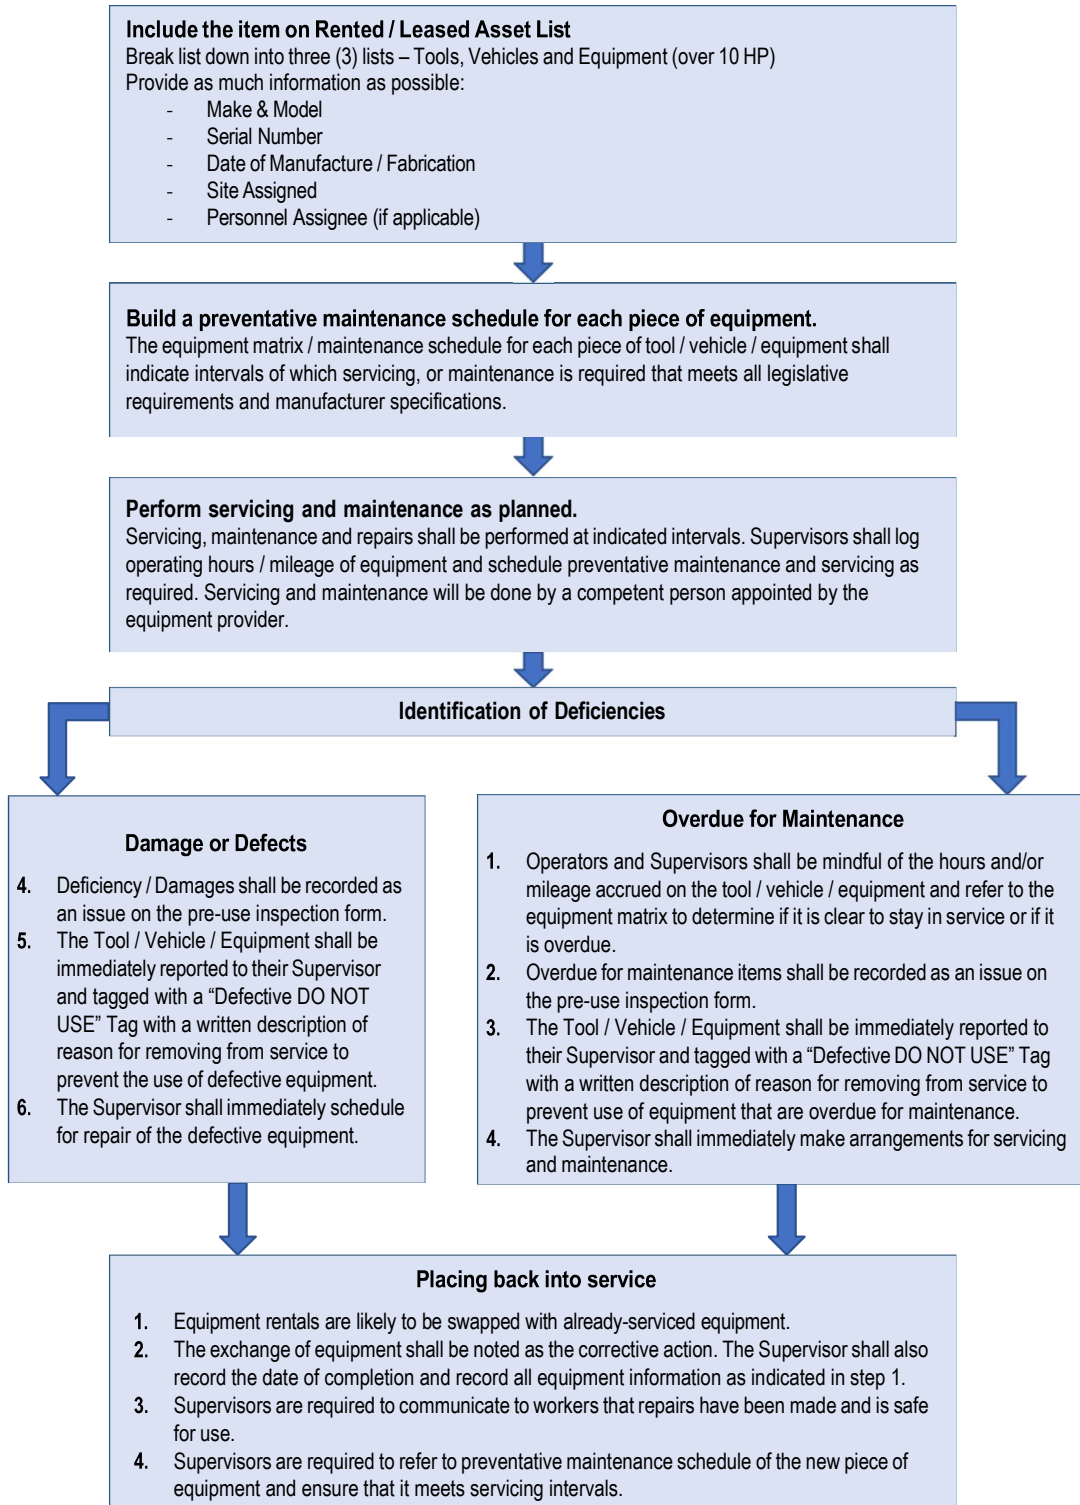 Include the item on Rented / Leased Asset List
Break list down into three (3) lists – Tools, Vehicles and Equipment (over 10 HP)
Provide as much information as possible:
- Make & Model
- Serial Number
- Date of Manufacture / Fabrication
- Site Assigned
- Personnel Assignee (if applicable)
Build a preventative maintenance schedule for each piece of equipment.
The equipment matrix / maintenance schedule for each piece of tool / vehicle / equipment shall
indicate intervals of which servicing, or maintenance is required that meets all legislative
requirements and manufacturer specifications.
Perform servicing and maintenance as planned.
Servicing, maintenance and repairs shall be performed at indicated intervals. Supervisors shall log
operating hours / mileage of equipment and schedule preventative maintenance and servicing as
required. Servicing and maintenance will be done by a competent person appointed by the
equipment provider.
Identification of Deficiencies
Damage or Defects
4. Deficiency / Damages shall be recorded as
an issue on the pre-use inspection form.
5. The Tool / Vehicle / Equipment shall be
immediately reported to their Supervisor
and tagged with a “Defective DO NOT
USE” Tag with a written description of
reason for removing from service to
prevent the use of defective equipment.
6. The Supervisor shall immediately schedule
for repair of the defective equipment.
Overdue for Maintenance
1. Operators and Supervisors shall be mindful of the hours and/or
mileage accrued on the tool / vehicle / equipment and refer to the
equipment matrix to determine if it is clear to stay in service or if it
is overdue.
2. Overdue for maintenance items shall be recorded as an issue on
the pre-use inspection form.
3. The Tool / Vehicle / Equipment shall be immediately reported to
their Supervisor and tagged with a “Defective DO NOT USE” Tag
with a written description of reason for removing from service to
prevent use of equipment that are overdue for maintenance.
4. The Supervisor shall immediately make arrangements for servicing
and maintenance.
Placing back into service
1. Equipment rentals are likely to be swapped with already-serviced equipment.
2. The exchange of equipment shall be noted as the corrective action. The Supervisor shall also
record the date of completion and record all equipment information as indicated in step 1.
3. Supervisors are required to communicate to workers that repairs have been made and is safe
for use.
4. Supervisors are required to refer to preventative maintenance schedule of the new piece of
equipment and ensure that it meets servicing intervals.